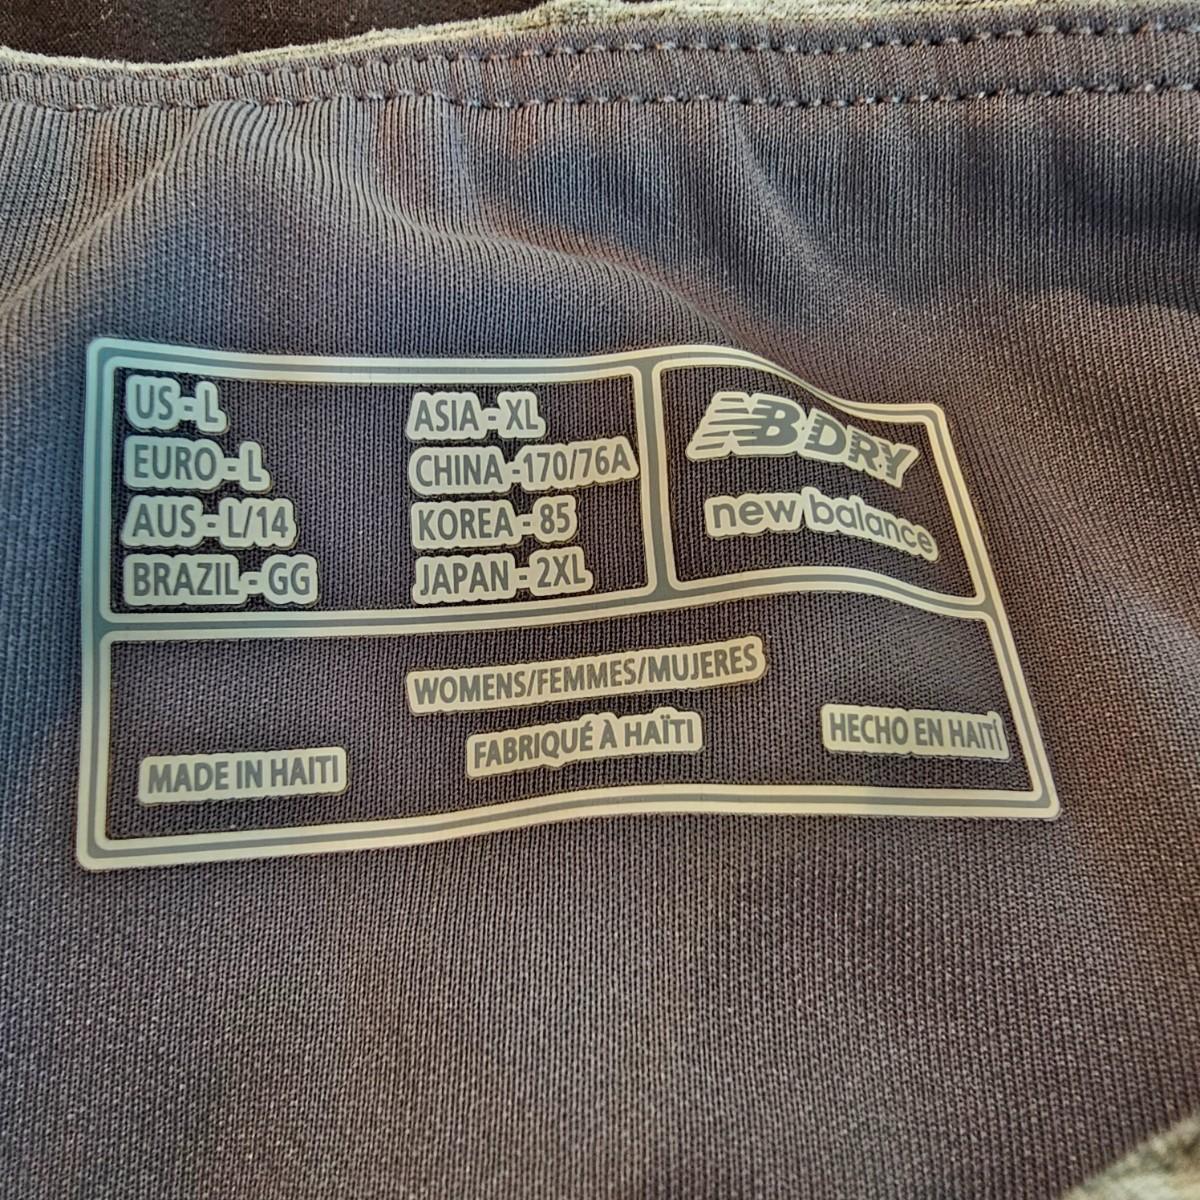 US - L
EURO - L
AUS - L/14
BRAZIL - GG
ASIA - XL
CHINA -170/76A
KOREA - 85
JAPAN - 2XL
NB DRY
new balance
WOMENS/FEMMES/MUJERES
MADE IN HAITI
FABRIQUÉ À HAÏTI
HECHO EN HAITÍ